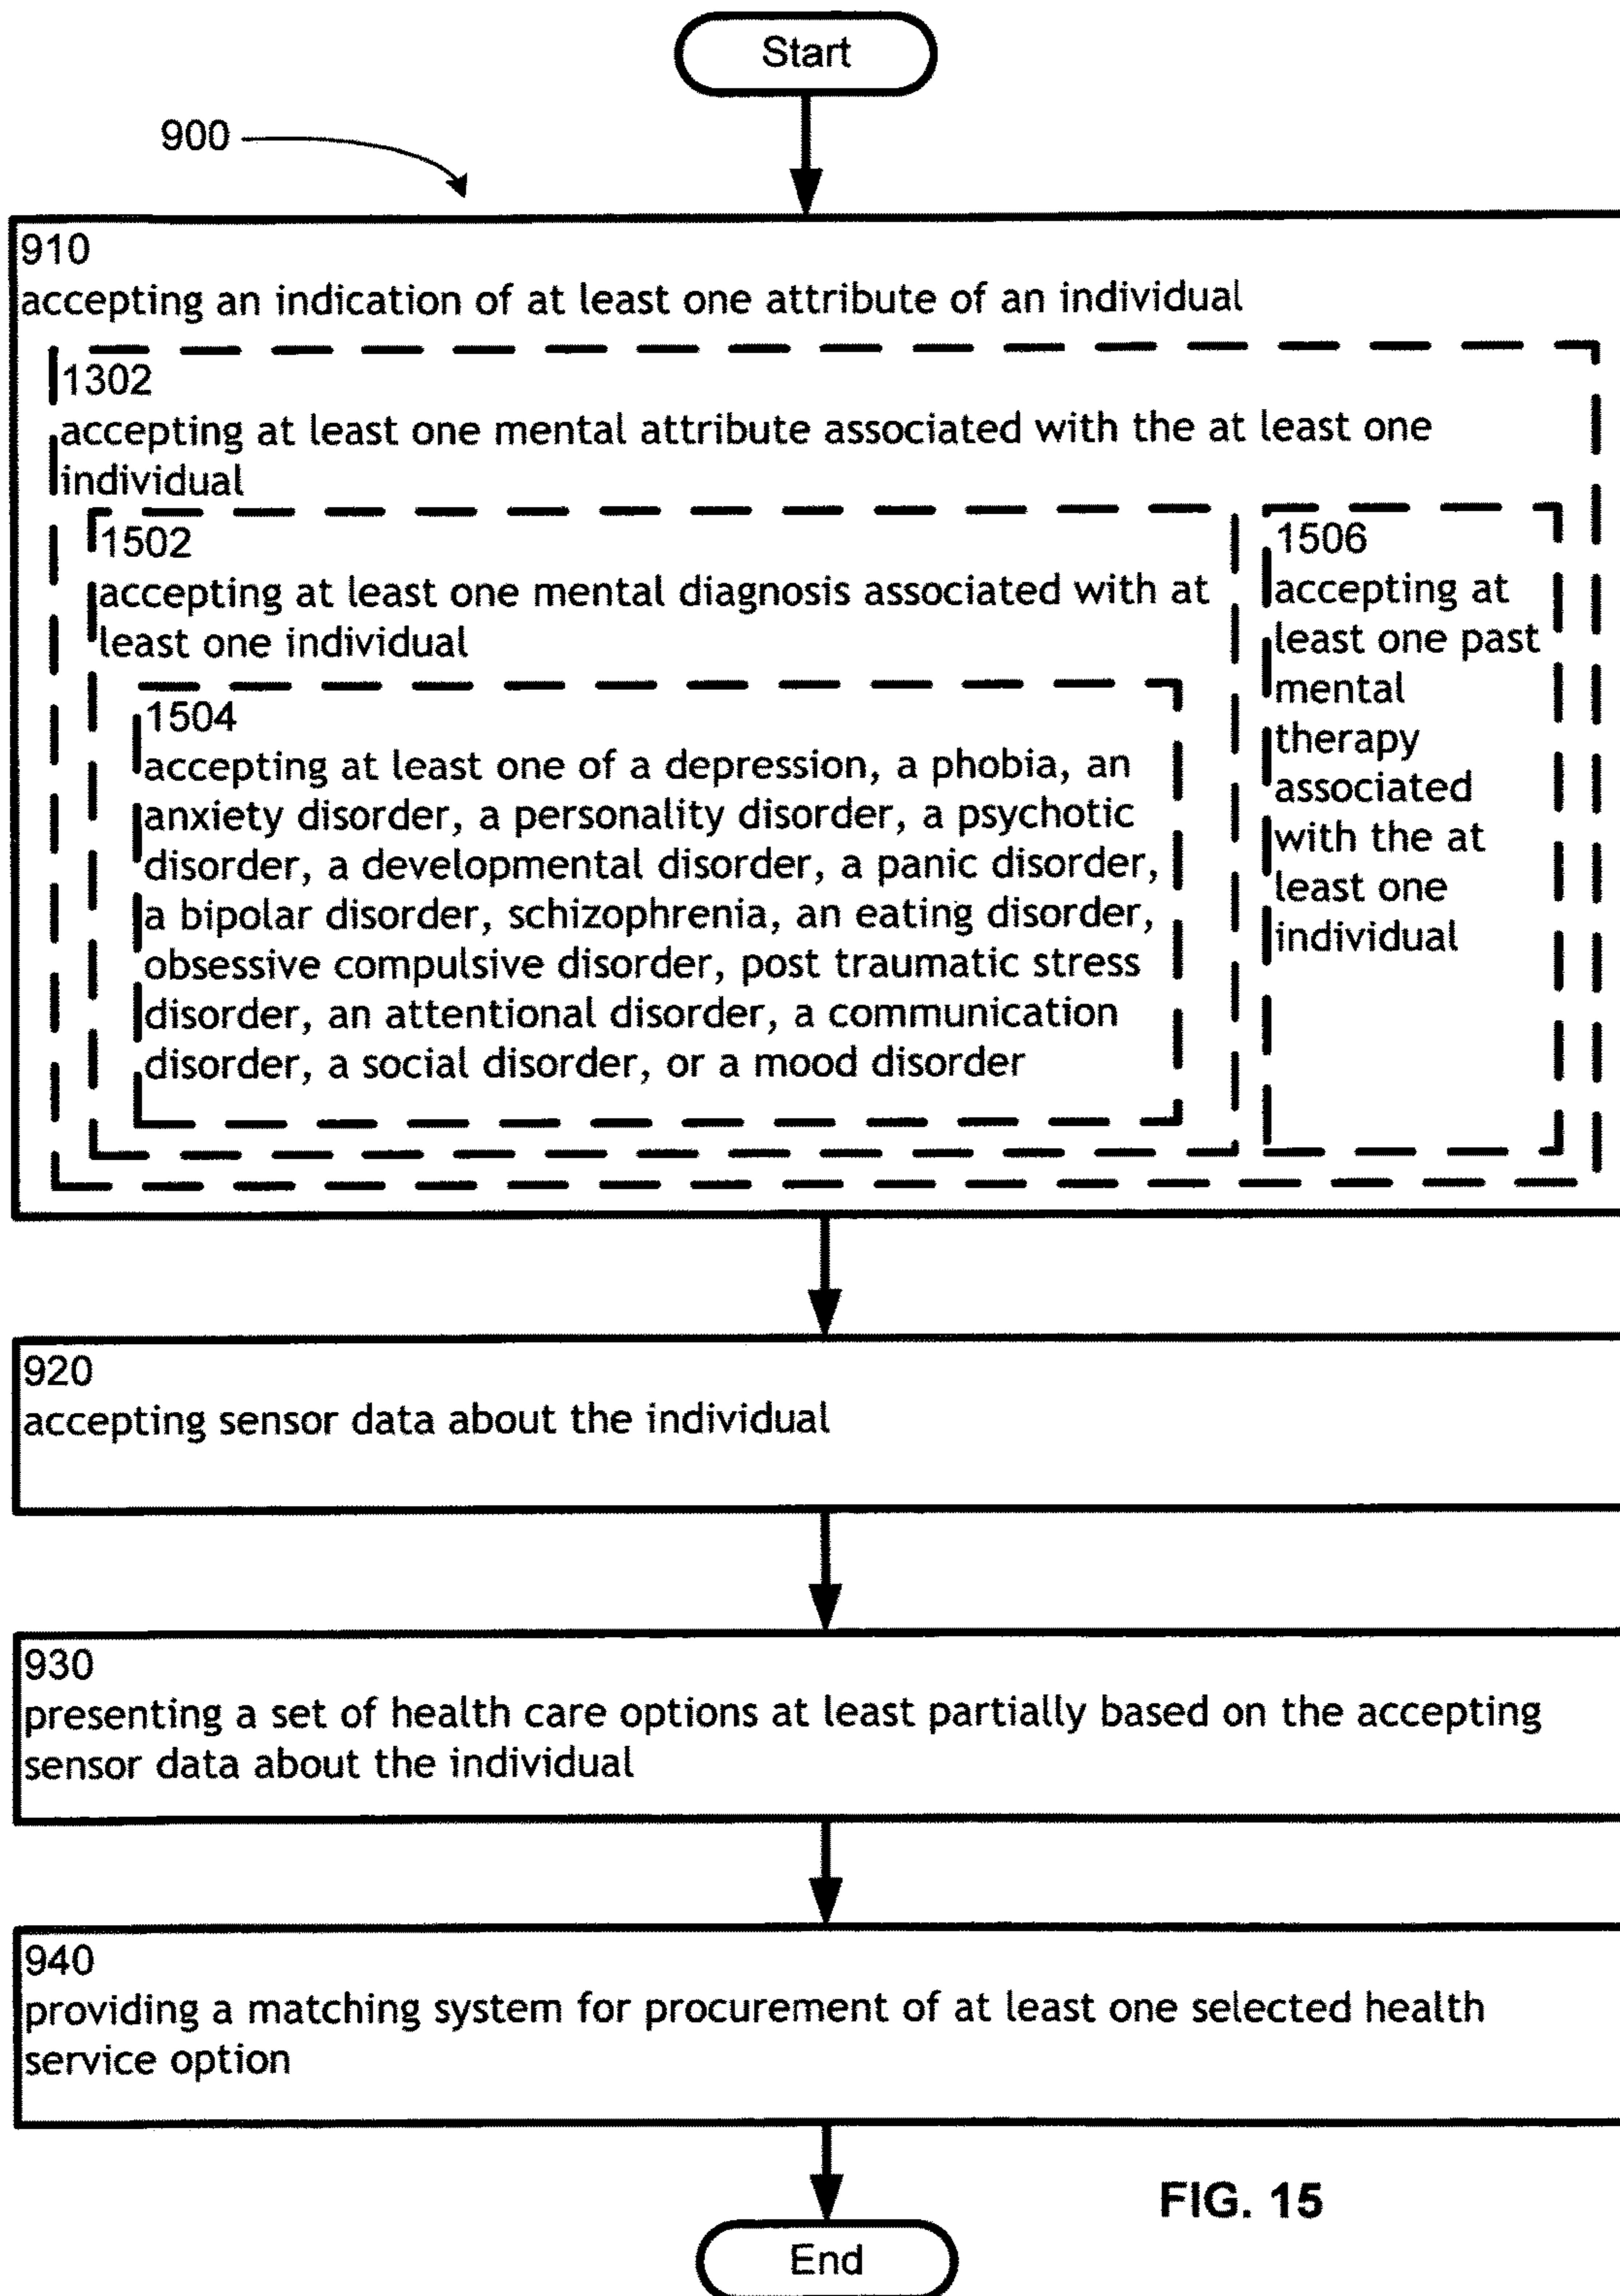 Start
900
910
accepting an indication of at least one attribute of an individual
1302
accepting at least one mental attribute associated with the at least one
individual
1502
accepting at least one mental diagnosis associated with at
least one individual
1504
accepting at least one of a depression, a phobia, an
anxiety disorder, a personality disorder, a psychotic
disorder, a developmental disorder, a panic disorder,
a bipolar disorder, schizophrenia, an eating disorder,
obsessive compulsive disorder, post traumatic stress
disorder, an attentional disorder, a communication
disorder, a social disorder, or a mood disorder
1506
accepting at
least one past
mental
therapy
associated
with the at
least one
individual
920
accepting sensor data about the individual
930
presenting a set of health care options at least partially based on the accepting
sensor data about the individual
940
providing a matching system for procurement of at least one selected health
service option
FIG. 15
End